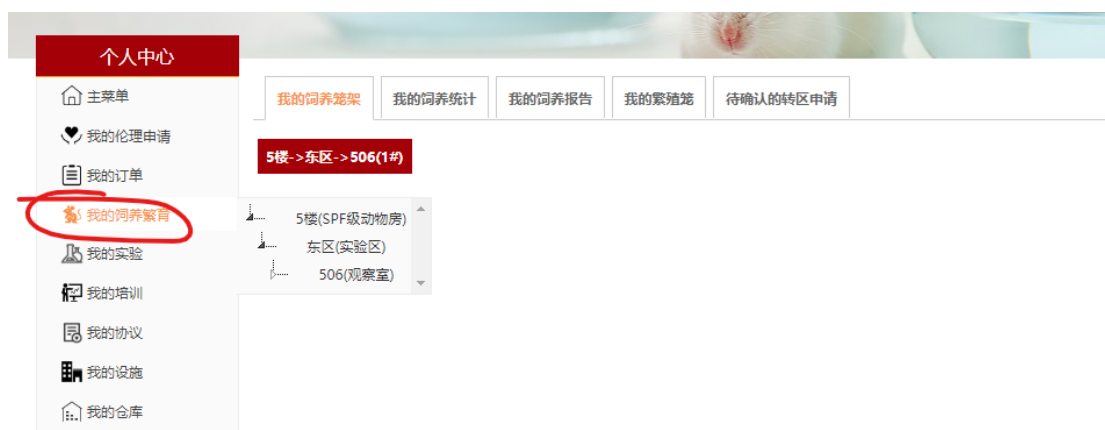 个人中心
主菜单
我的伦理申请
我的订单
我的饲养繁育
我的实验
我的培训
我的协议
我的设施
我的仓库
我的饲养笼架 我的饲养统计 我的饲养报告 我的繁殖笼 待确认的转区申请
5楼->东区->506(1#)
5楼(SPF级动物房)
东区(实验区)
506(观察室)